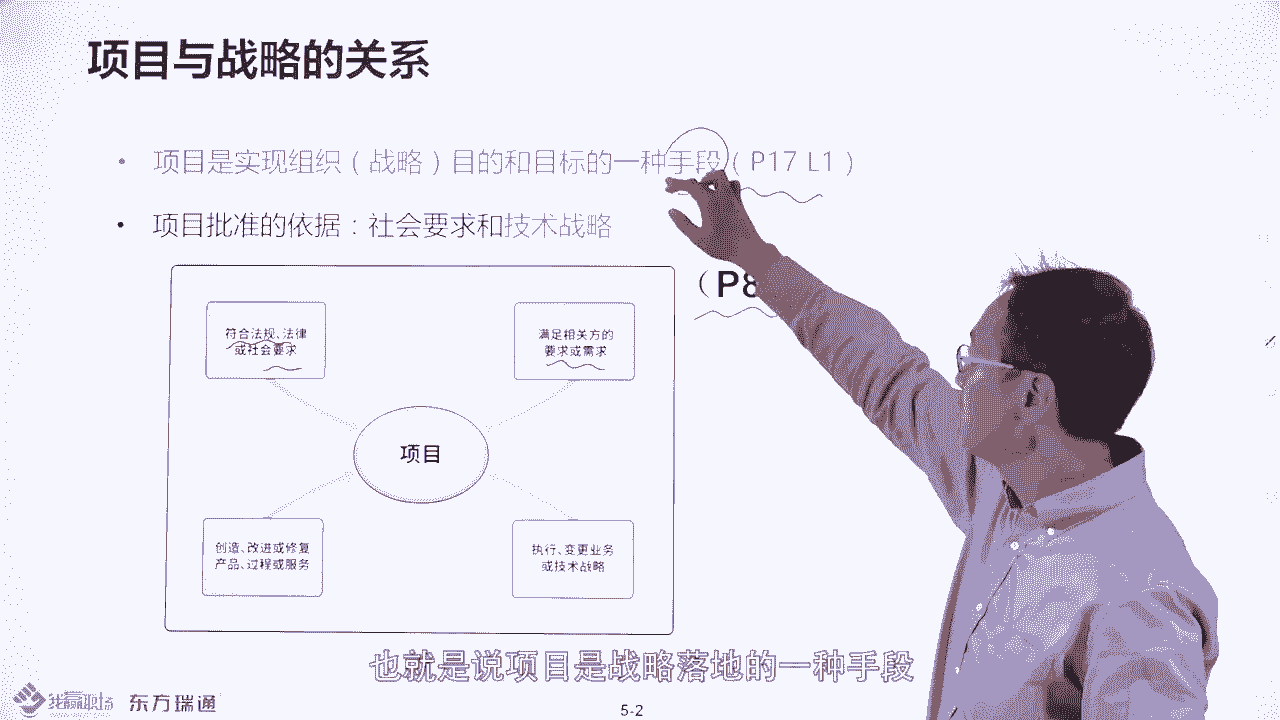 项目与战略的关系
• 项目是实现组织（战略）目的和目标的一种手段（P17 L1）
• 项目批准的依据：社会要求和技术战略
（P8
符合法规、法律
或社会要求
满足相关方的
要求或需求
项目
创造、改进或修复
产品、过程或服务
执行、变更业务
或技术战略
也就是说项目是战略落地的一种手段
我赢职场 东方瑞通
5-2